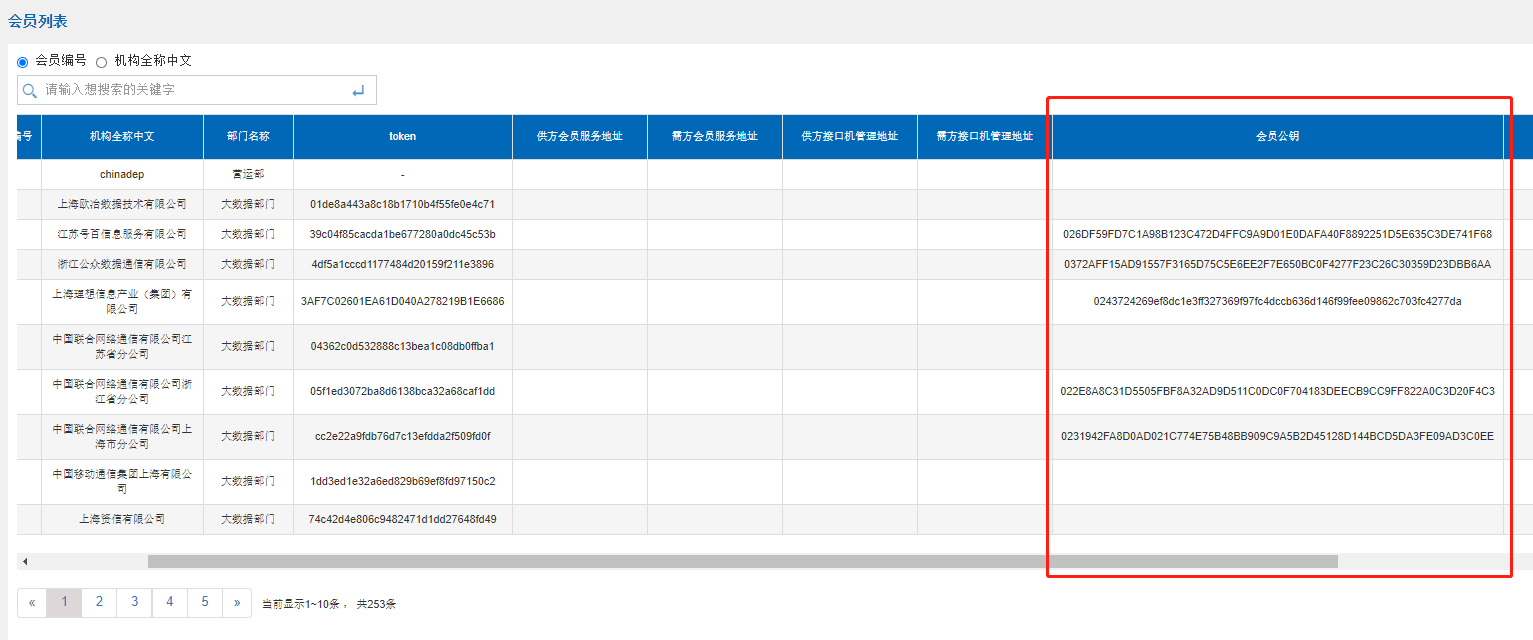 会员列表
会员编号 机构全称中文
请输入想搜索的关键字
编号 机构全称中文 部门名称 token 供方会员服务地址 需方会员服务地址 供方接口机管理地址 需方接口机管理地址 会员公钥
chinadep 营运部 -
上海欧冶数据技术有限公司 大数据部门 01de8a443a8c18b1710b4f55fe0e4c71
江苏号百信息服务有限公司 大数据部门 39c04f85cacda1be677280a0dc45c53b 026DF59FD7C1A98B123C472D4FFC9A9D01E0DAFA40F8892251D5E635C3DE741F68
浙江公众数据通信有限公司 大数据部门 4df5a1cccd1177484d20159f211e3896 0372AFF15AD91557F3165D75C5E6EE2F7E650BC0F4277F23C26C30359D23DBB6AA
上海理想信息产业（集团）有
限公司 大数据部门 3AF7C02601EA61D040A278219B1E6686 0243724269ef8dc1e3ff327369f97fc4dccb636d146f99fee09862c703fc4277da
中国联合网络通信有限公司江
苏省分公司 大数据部门 04362c0d532888c13bea1c08db0ffba1
中国联合网络通信有限公司浙
江省分公司 大数据部门 05f1ed3072ba8d6138bca32a68caf1dd 022E8A8C31D5505FBF8A32AD9D511C0DC0F704183DEECB9CC9FF822A0C3D20F4C3
中国联合网络通信有限公司上
海市分公司 大数据部门 cc2e22a9fdb76d7c13efdda2f509fd0f 0231942FA8D0AD021C774E75B48BB909C9A5B2D45128D144BCD5DA3FE09AD3C0EE
中国移动通信集团上海有限公
司 大数据部门 1dd3ed1e32a6ed829b69ef8fd97150c2
上海资信有限公司 大数据部门 74c42d4e806c9482471d1dd27648fd49
« 1 2 3 4 5 » 当前显示1~10条 ， 共253条